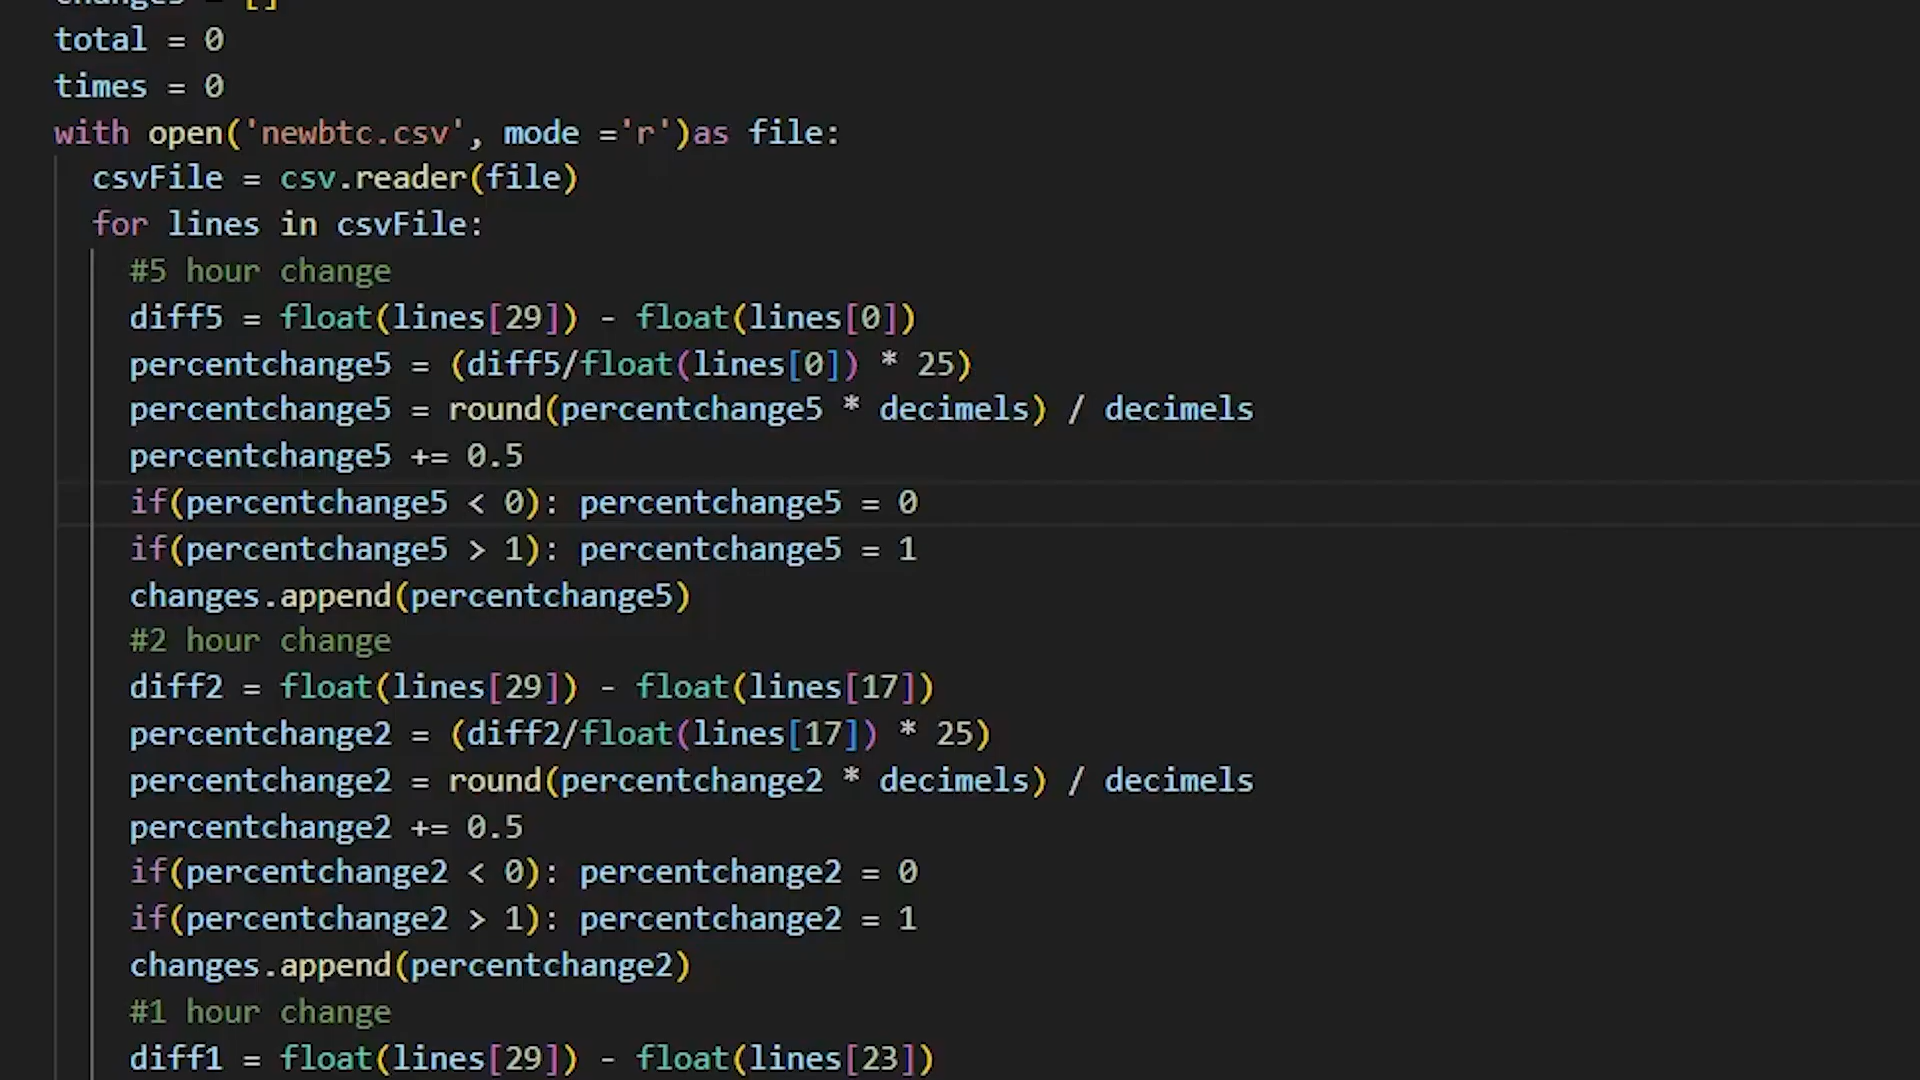 changes = []
total = 0
times = 0
with open('newbtc.csv', mode ='r')as file:
csvFile = csv.reader(file)
for lines in csvFile:
#5 hour change
diff5 = float(lines[29]) - float(lines[0])
percentchange5 = (diff5/float(lines[0]) * 25)
percentchange5 = round(percentchange5 * decimels) / decimels
percentchange5 += 0.5
if(percentchange5 < 0): percentchange5 = 0
if(percentchange5 > 1): percentchange5 = 1
changes.append(percentchange5)
#2 hour change
diff2 = float(lines[29]) - float(lines[17])
percentchange2 = (diff2/float(lines[17]) * 25)
percentchange2 = round(percentchange2 * decimels) / decimels
percentchange2 += 0.5
if(percentchange2 < 0): percentchange2 = 0
if(percentchange2 > 1): percentchange2 = 1
changes.append(percentchange2)
#1 hour change
diff1 = float(lines[29]) - float(lines[23])